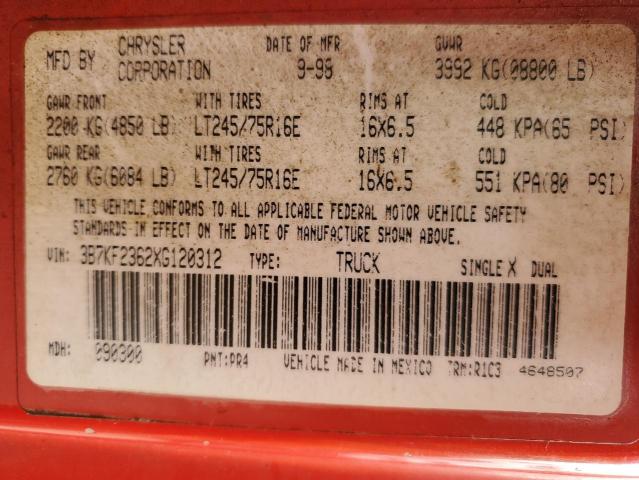 MFD BY CHRYSLER CORPORATION DATE OF MFR 9-98 GVWR 3992 KG(08800 LB)
GAWR FRONT WITH TIRES RIMS AT COLD
2200 KG(4850 LB) LT245/75R16E 16X6.5 448 KPA(65 PSI)
GAWR REAR WITH TIRES RIMS AT COLD
2760 KG(6084 LB) LT245/75R16E 16X6.5 551 KPA(80 PSI)
THIS VEHICLE CONFORMS TO ALL APPLICABLE FEDERAL MOTOR VEHICLE SAFETY
STANDARDS IN EFFECT ON THE DATE OF MANUFACTURE SHOWN ABOVE.
VIN: 3B7KF2362XG120312 TYPE: TRUCK SINGLE X DUAL
MDH: 090300 PNT:PR4 VEHICLE MADE IN MEXICO TRM:R1C3 4648507